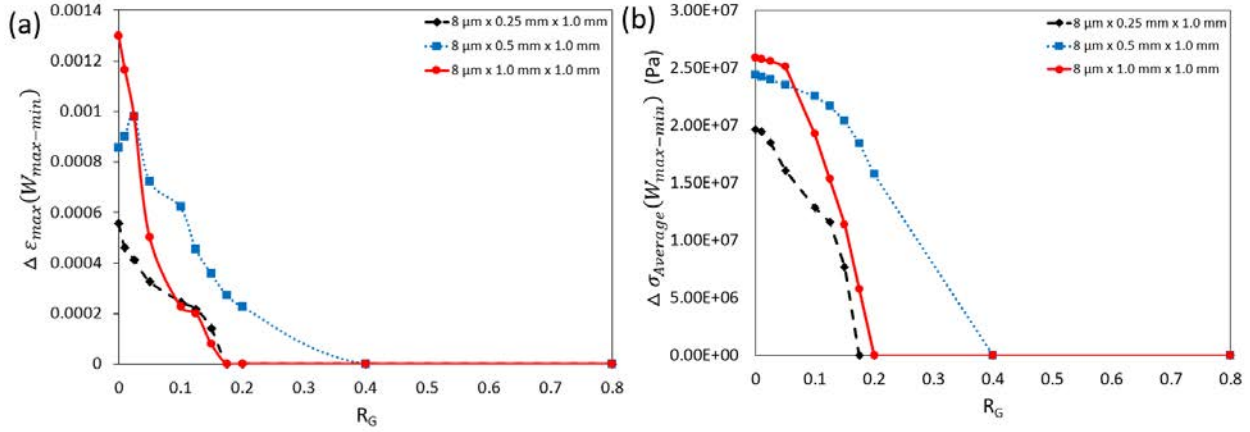 (a)
0.0014
0.0012
0.001
0.0008
0.0006
0.0004
0.0002
0
Δ ε_max(W_max−min)
8 µm x 0.25 mm x 1.0 mm
8 µm x 0.5 mm x 1.0 mm
8 µm x 1.0 mm x 1.0 mm
0 0.1 0.2 0.3 0.4 0.5 0.6 0.7 0.8
R_G
(b)
3.00E+07
2.50E+07
2.00E+07
1.50E+07
1.00E+07
5.00E+06
0.00E+00
Δ σ_Average(W_max−min) (Pa)
8 µm x 0.25 mm x 1.0 mm
8 µm x 0.5 mm x 1.0 mm
8 µm x 1.0 mm x 1.0 mm
0 0.1 0.2 0.3 0.4 0.5 0.6 0.7 0.8
R_G